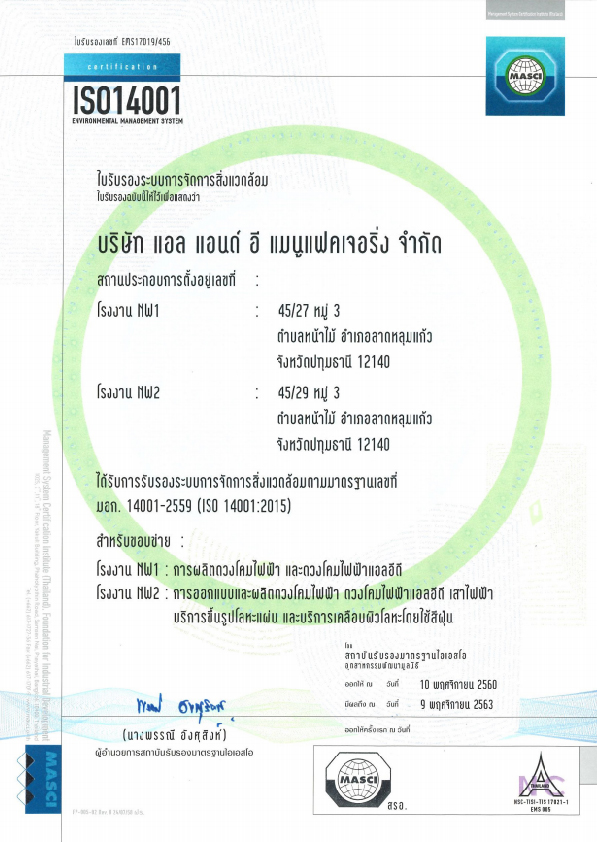 Management System Certification Institute (Thailand)
ใบรับรองเลขที่ EMS17019/456
certification
ISO14001
ENVIRONMENTAL MANAGEMENT SYSTEM
MASCI
ใบรับรองระบบการจัดการสิ่งแวดล้อม
ใบรับรองฉบับนี้ให้ไว้เพื่อแสดงว่า
บริษัท แอล แอนด์ อี แมนูแฟคเจอริ่ง จำกัด
สถานประกอบการตั้งอยู่เลขที่ :
โรงงาน MW1 : 45/27 หมู่ 3
ตำบลหน้าไม้ อำเภอลาดหลุมแก้ว
จังหวัดปทุมธานี 12140
โรงงาน MW2 : 45/29 หมู่ 3
ตำบลหน้าไม้ อำเภอลาดหลุมแก้ว
จังหวัดปทุมธานี 12140
ได้รับการรับรองระบบการจัดการสิ่งแวดล้อมตามมาตรฐานเลขที่
มอก. 14001-2559 (ISO 14001:2015)
สำหรับขอบข่าย :
โรงงาน MW1 : การผลิตดวงโคมไฟฟ้า และดวงโคมไฟฟ้าแอลอีดี
โรงงาน MW2 : การออกแบบและผลิตดวงโคมไฟฟ้า ดวงโคมไฟฟ้าแอลอีดี เสาไฟฟ้า
บริการขึ้นรูปโลหะแผ่น และบริการเคลือบผิวโลหะโดยใช้สีฝุ่น
โดย
สถาบันรับรองมาตรฐานไอเอสโอ
อุตสาหกรรมพัฒนามูลนิธิ
ออกให้ ณ วันที่ 10 พฤศจิกายน 2560
มีผลถึง ณ วันที่ 9 พฤศจิกายน 2563
ออกให้ครั้งแรก ณ วันที่
(นางพรรณี อังศุสิงห์)
ผู้อำนวยการสถาบันรับรองมาตรฐานไอเอสโอ
Management System Certification Institute (Thailand), Foundation for Industrial Development
MASCI
MASCI
สรอ.
NAC
THAILAND
NSC-TISI-TIS 17021-1
EMS 005